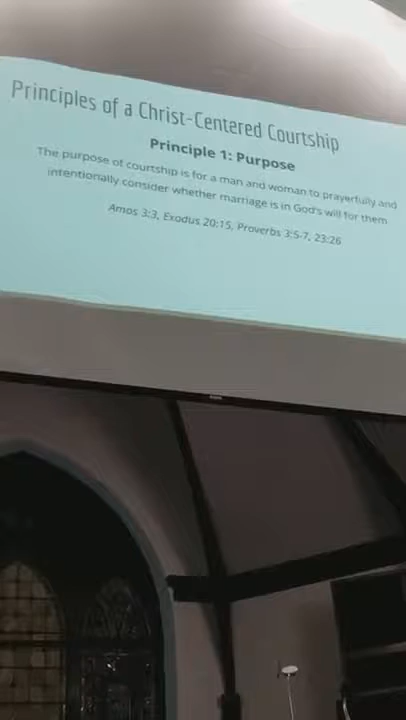 Principles of a Christ-Centered Courtship
Principle 1: Purpose
The purpose of courtship is for a man and woman to prayerfully and
intentionally consider whether marriage is in God's will for them
Amos 3:3, Exodus 20:15, Proverbs 3:5-7, 23:26